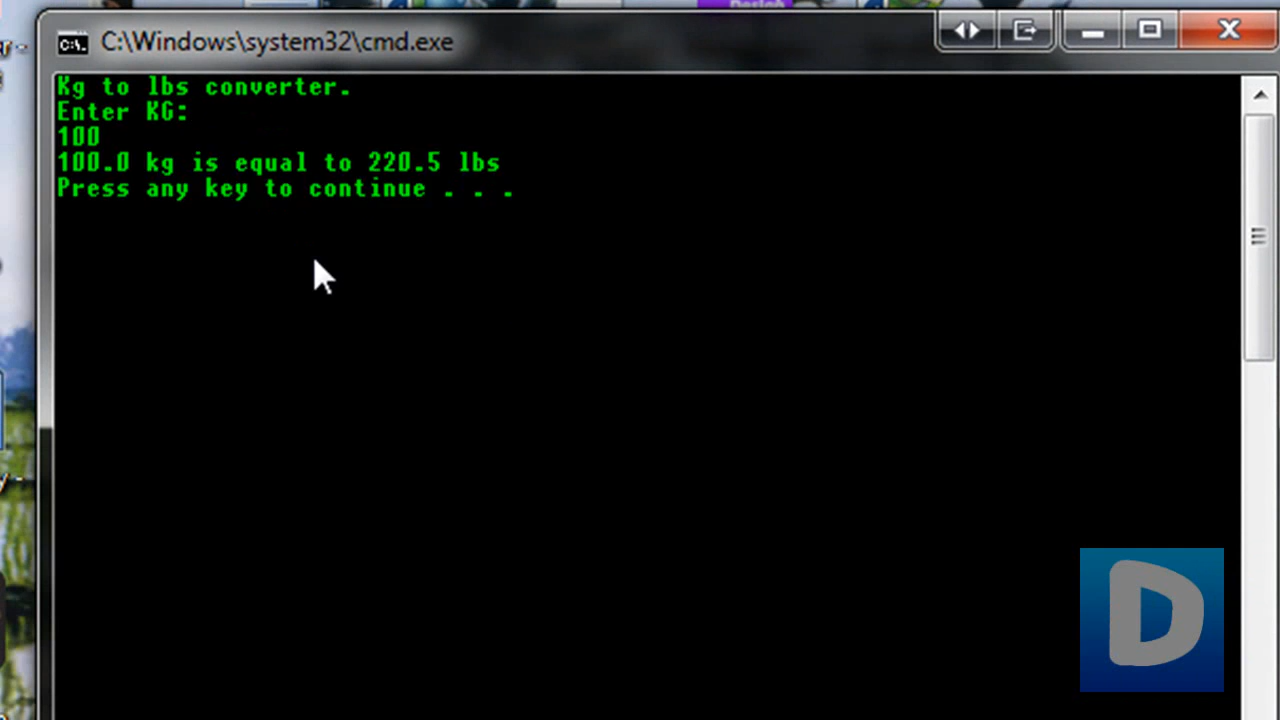 C:\Windows\system32\cmd.exe
Kg to lbs converter.
Enter KG:
100
100.0 kg is equal to 220.5 lbs
Press any key to continue . . .
D